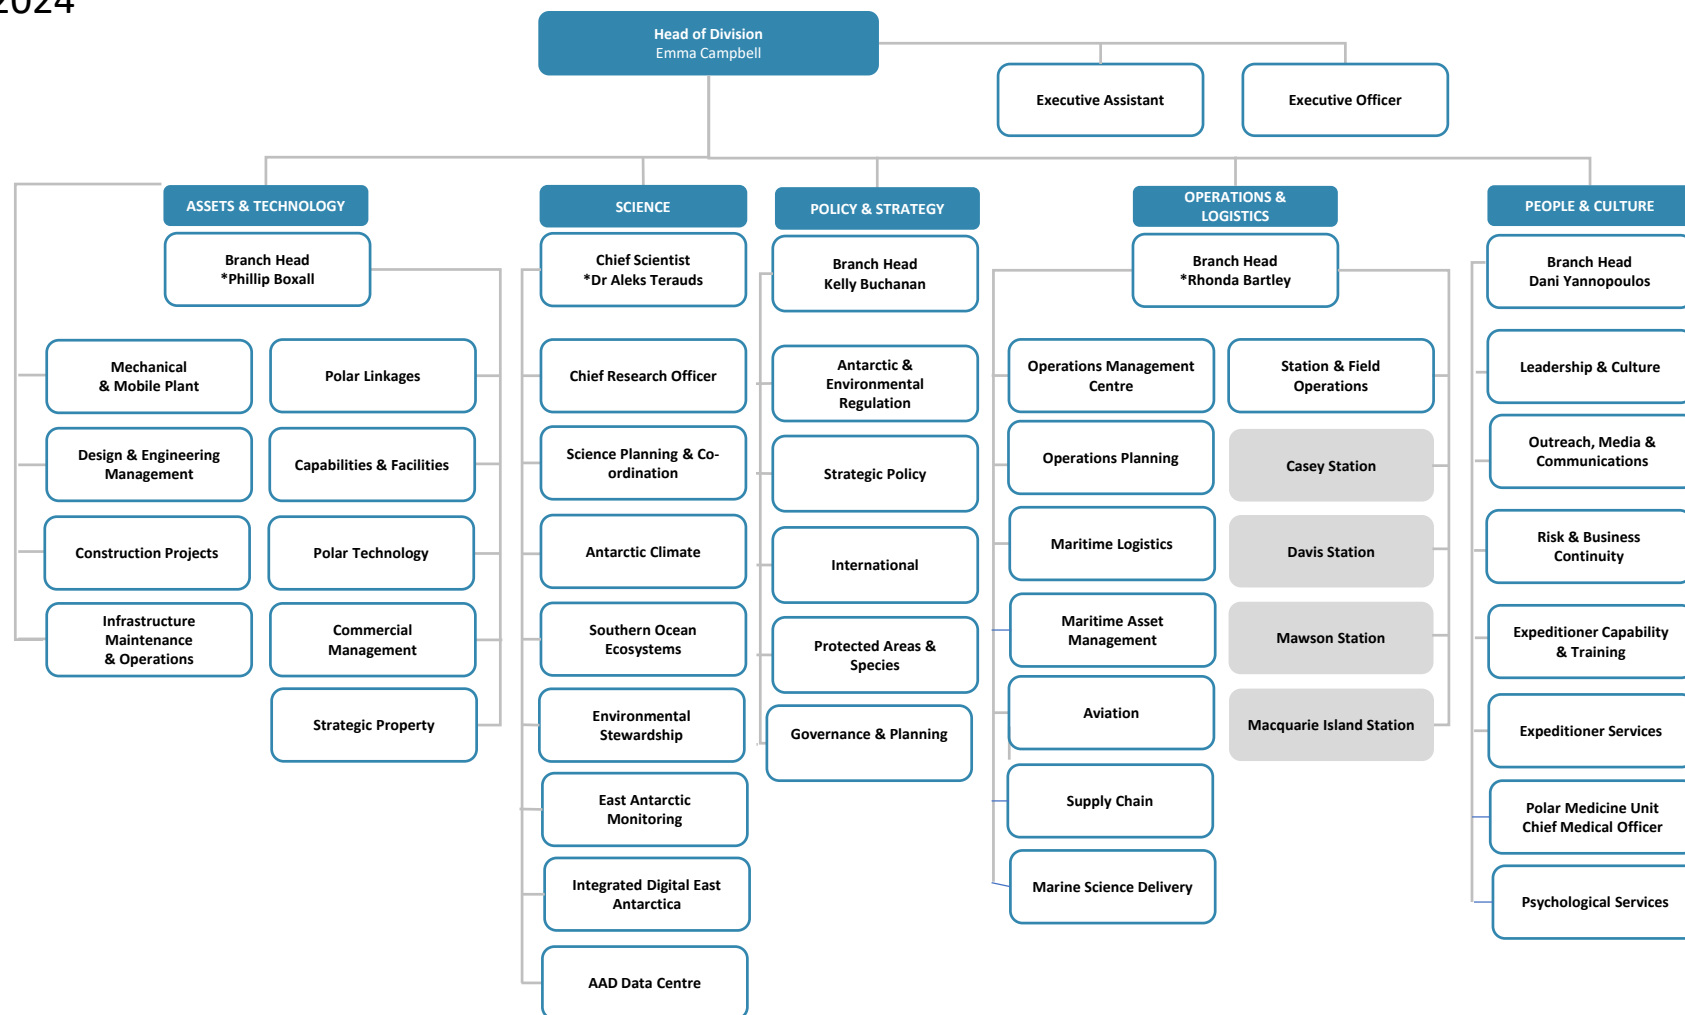 2024
Head of Division
Emma Campbell
Executive Assistant
Executive Officer
ASSETS & TECHNOLOGY
Branch Head
*Phillip Boxall
Mechanical
& Mobile Plant
Polar Linkages
Design & Engineering
Management
Capabilities & Facilities
Construction Projects
Polar Technology
Infrastructure
Maintenance
& Operations
Commercial
Management
Strategic Property
SCIENCE
Chief Scientist
*Dr Aleks Terauds
Chief Research Officer
Science Planning & Co-
ordination
Antarctic Climate
Southern Ocean
Ecosystems
Environmental
Stewardship
East Antarctic
Monitoring
Integrated Digital East
Antarctica
AAD Data Centre
POLICY & STRATEGY
Branch Head
Kelly Buchanan
Antarctic &
Environmental
Regulation
Strategic Policy
International
Protected Areas &
Species
Governance & Planning
OPERATIONS &
LOGISTICS
Branch Head
*Rhonda Bartley
Operations Management
Centre
Operations Planning
Maritime Logistics
Maritime Asset
Management
Aviation
Supply Chain
Marine Science Delivery
Station & Field
Operations
Casey Station
Davis Station
Mawson Station
Macquarie Island Station
PEOPLE & CULTURE
Branch Head
Dani Yannopoulos
Leadership & Culture
Outreach, Media &
Communications
Risk & Business
Continuity
Expeditioner Capability
& Training
Expeditioner Services
Polar Medicine Unit
Chief Medical Officer
Psychological Services